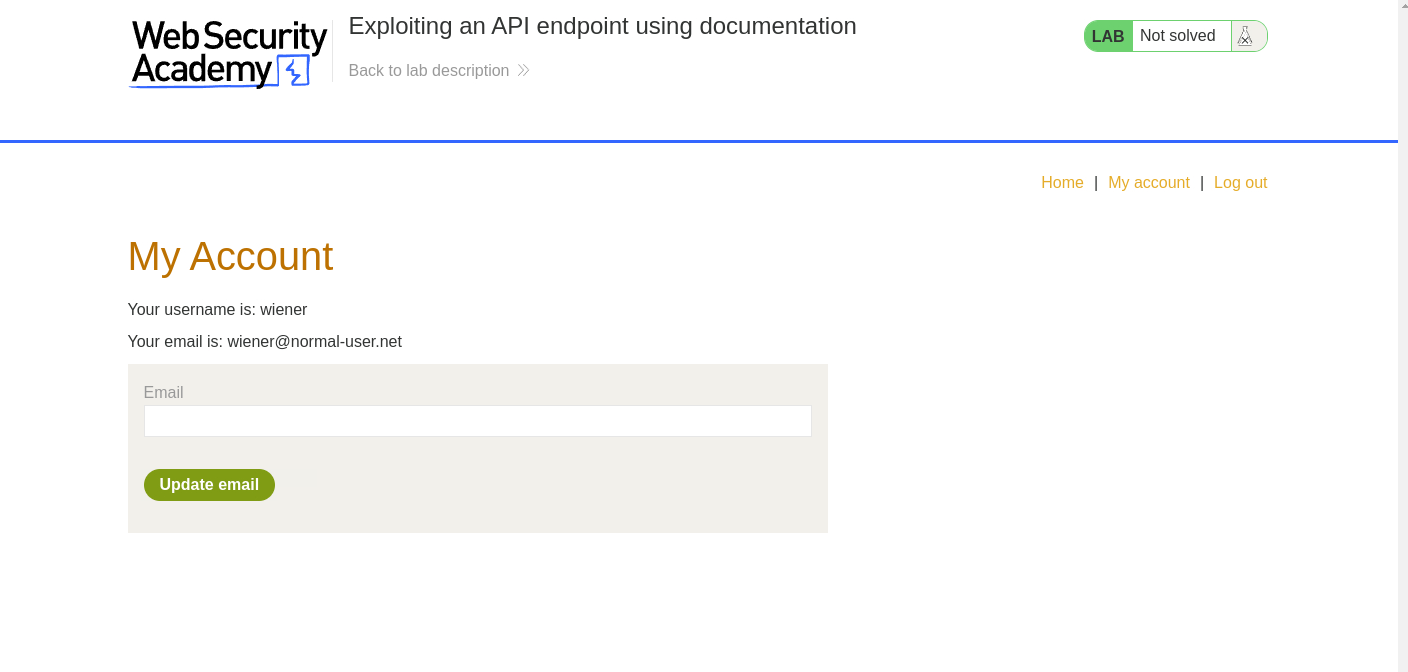 Web Security
Academy
Exploiting an API endpoint using documentation
Back to lab description
LAB
Not solved
Home | My account | Log out
My Account
Your username is: wiener
Your email is: wiener@normal-user.net
Email
Update email